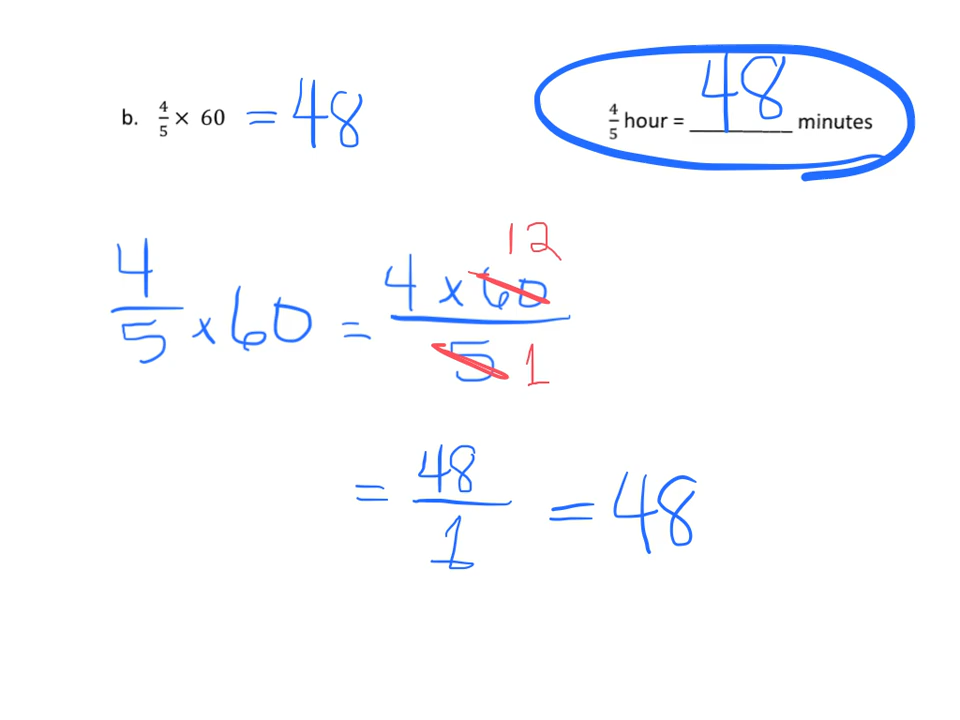 b. 4/5 × 60 = 48
4/5 hour = 48 minutes
4/5 × 60 = 4 × 60 12 / 5 1
= 48/1 = 48